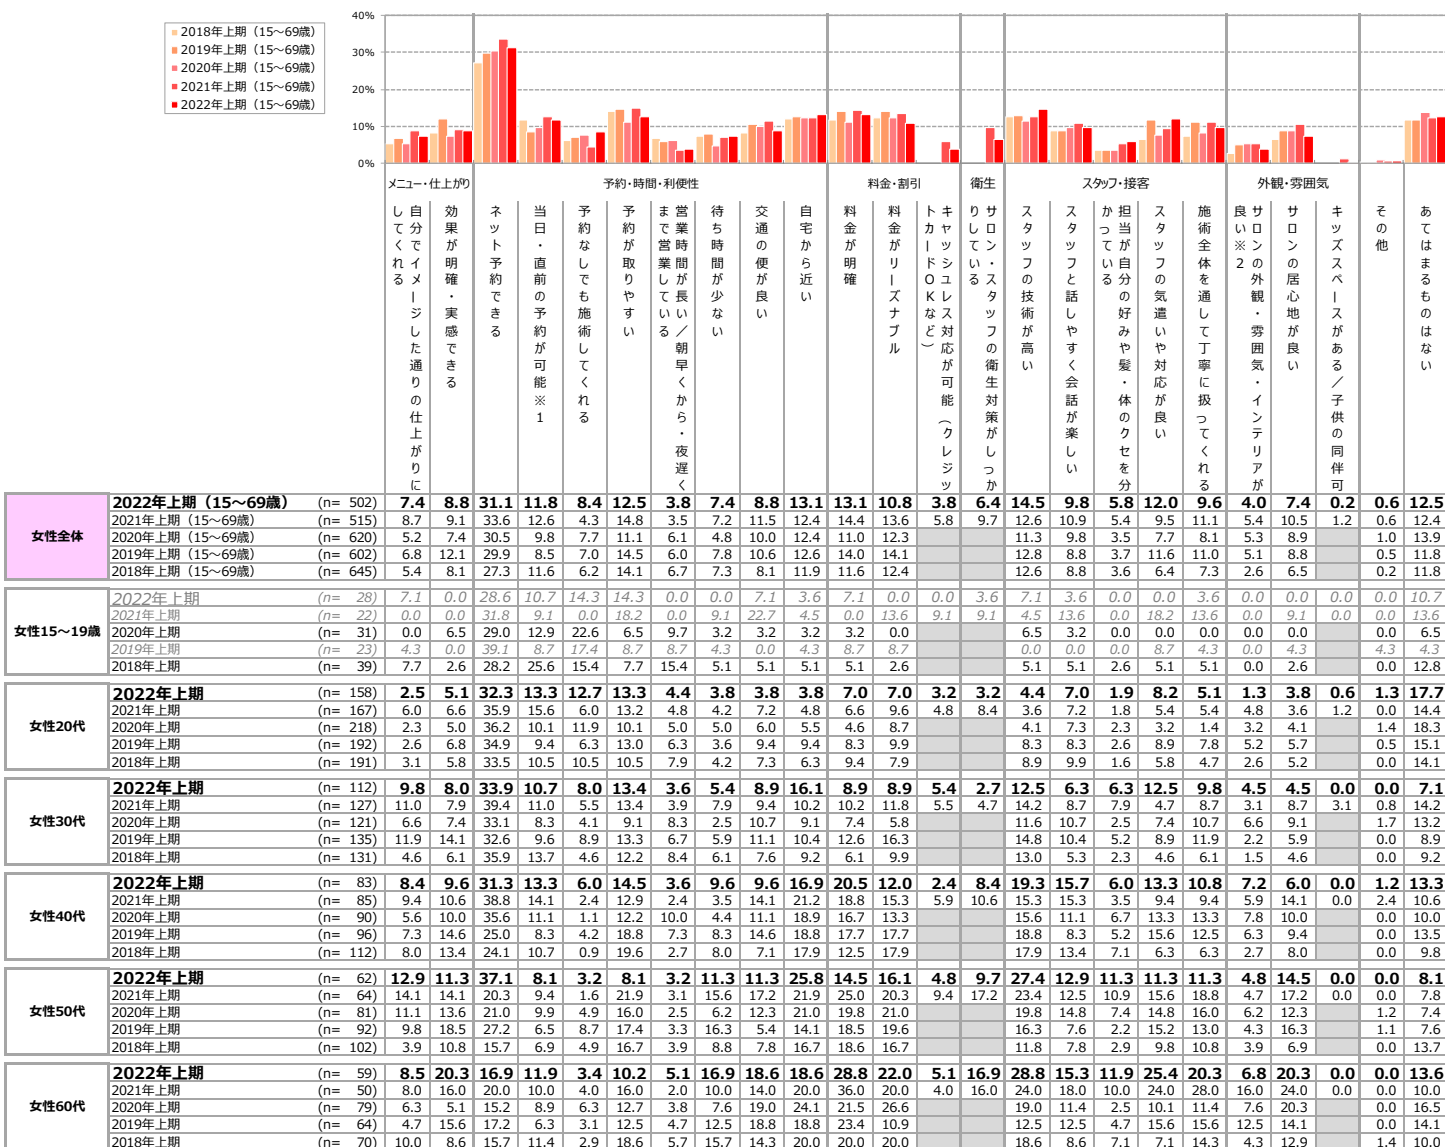 40%
30%
20%
10%
0%
2018年上期（15～69歳）
2019年上期（15～69歳）
2020年上期（15～69歳）
2021年上期（15～69歳）
2022年上期（15～69歳）
メニュー・仕上がり
予約・時間・利便性
料金・割引
衛生
スタッフ・接客
外観・雰囲気
自分でイメージした通りの仕上がりにしてくれる
効果が明確・実感できる
ネット予約できる
当日・直前の予約が可能※1
予約なしでも施術してくれる
予約が取りやすい
営業時間が長い／朝早くから・夜遅くまで営業している
待ち時間が少ない
交通の便が良い
自宅から近い
料金が明確
料金がリーズナブル
キャッシュレス対応が可能（クレジットカードOKなど）
サロン・スタッフの衛生対策がしっかりしている
スタッフの技術が高い
スタッフと話しやすく会話が楽しい
担当が自分の好みや髪・体のクセを分かっている
スタッフの気遣いや対応が良い
施術全体を通して丁寧に扱ってくれる
サロンの外観・雰囲気・インテリアが良い※2
サロンの居心地が良い
キッズスペースがある／子供の同伴可
その他
あてはまるものはない
女性全体
2022年上期（15～69歳） (n= 502) 7.4 8.8 31.1 11.8 8.4 12.5 3.8 7.4 8.8 13.1 13.1 10.8 3.8 6.4 14.5 9.8 5.8 12.0 9.6 4.0 7.4 0.2 0.6 12.5
2021年上期（15～69歳） (n= 515) 8.7 9.1 33.6 12.6 4.3 14.8 3.5 7.2 11.5 12.4 14.4 13.6 5.8 9.7 12.6 10.9 5.4 9.5 11.1 5.4 10.5 1.2 0.6 12.4
2020年上期（15～69歳） (n= 620) 5.2 7.4 30.5 9.8 7.7 11.1 6.1 4.8 10.0 12.4 11.0 12.3 11.3 9.8 3.5 7.7 8.1 5.3 8.9 1.0 13.9
2019年上期（15～69歳） (n= 602) 6.8 12.1 29.9 8.5 7.0 14.5 6.0 7.8 10.6 12.6 14.0 14.1 12.8 8.8 3.7 11.6 11.0 5.1 8.8 0.5 11.8
2018年上期（15～69歳） (n= 645) 5.4 8.1 27.3 11.6 6.2 14.1 6.7 7.3 8.1 11.9 11.6 12.4 12.6 8.8 3.6 6.4 7.3 2.6 6.5 0.2 11.8
女性15～19歳
2022年上期 (n= 28) 7.1 0.0 28.6 10.7 14.3 14.3 0.0 0.0 7.1 3.6 7.1 0.0 0.0 3.6 7.1 3.6 0.0 0.0 3.6 0.0 0.0 0.0 0.0 10.7
2021年上期 (n= 22) 0.0 0.0 31.8 9.1 0.0 18.2 0.0 9.1 22.7 4.5 0.0 13.6 9.1 9.1 4.5 13.6 0.0 18.2 13.6 0.0 9.1 0.0 0.0 13.6
2020年上期 (n= 31) 0.0 6.5 29.0 12.9 22.6 6.5 9.7 3.2 3.2 3.2 3.2 0.0 6.5 3.2 0.0 0.0 0.0 0.0 0.0 0.0 6.5
2019年上期 (n= 23) 4.3 0.0 39.1 8.7 17.4 8.7 8.7 4.3 0.0 4.3 8.7 8.7 0.0 0.0 0.0 8.7 4.3 0.0 4.3 4.3 4.3
2018年上期 (n= 39) 7.7 2.6 28.2 25.6 15.4 7.7 15.4 5.1 5.1 5.1 5.1 2.6 5.1 5.1 2.6 5.1 5.1 0.0 2.6 0.0 12.8
女性20代
2022年上期 (n= 158) 2.5 5.1 32.3 13.3 12.7 13.3 4.4 3.8 3.8 3.8 7.0 7.0 3.2 3.2 4.4 7.0 1.9 8.2 5.1 1.3 3.8 0.6 1.3 17.7
2021年上期 (n= 167) 6.0 6.6 35.9 15.6 6.0 13.2 4.8 4.2 7.2 4.8 6.6 9.6 4.8 8.4 3.6 7.2 1.8 5.4 5.4 4.8 3.6 1.2 0.0 14.4
2020年上期 (n= 218) 2.3 5.0 36.2 10.1 11.9 10.1 5.0 5.0 6.0 5.5 4.6 8.7 4.1 7.3 2.3 3.2 1.4 3.2 4.1 1.4 18.3
2019年上期 (n= 192) 2.6 6.8 34.9 9.4 6.3 13.0 6.3 3.6 9.4 9.4 8.3 9.9 8.3 8.3 2.6 8.9 7.8 5.2 5.7 0.5 15.1
2018年上期 (n= 191) 3.1 5.8 33.5 10.5 10.5 10.5 7.9 4.2 7.3 6.3 9.4 7.9 8.9 9.9 1.6 5.8 4.7 2.6 5.2 0.0 14.1
女性30代
2022年上期 (n= 112) 9.8 8.0 33.9 10.7 8.0 13.4 3.6 5.4 8.9 16.1 8.9 8.9 5.4 2.7 12.5 6.3 6.3 12.5 9.8 4.5 4.5 0.0 0.0 7.1
2021年上期 (n= 127) 11.0 7.9 39.4 11.0 5.5 13.4 3.9 7.9 9.4 10.2 10.2 11.8 5.5 4.7 14.2 8.7 7.9 4.7 8.7 3.1 8.7 3.1 0.8 14.2
2020年上期 (n= 121) 6.6 7.4 33.1 8.3 4.1 9.1 8.3 2.5 10.7 9.1 7.4 5.8 11.6 10.7 2.5 7.4 10.7 6.6 9.1 1.7 13.2
2019年上期 (n= 135) 11.9 14.1 32.6 9.6 8.9 13.3 6.7 5.9 11.1 10.4 12.6 16.3 14.8 10.4 5.2 8.9 11.9 2.2 5.9 0.0 8.9
2018年上期 (n= 131) 4.6 6.1 35.9 13.7 4.6 12.2 8.4 6.1 7.6 9.2 6.1 9.9 13.0 5.3 2.3 4.6 6.1 1.5 4.6 0.0 9.2
女性40代
2022年上期 (n= 83) 8.4 9.6 31.3 13.3 6.0 14.5 3.6 9.6 9.6 16.9 20.5 12.0 2.4 8.4 19.3 15.7 6.0 13.3 10.8 7.2 6.0 0.0 1.2 13.3
2021年上期 (n= 85) 9.4 10.6 38.8 14.1 2.4 12.9 2.4 3.5 14.1 21.2 18.8 15.3 5.9 10.6 15.3 15.3 3.5 9.4 9.4 5.9 14.1 0.0 2.4 10.6
2020年上期 (n= 90) 5.6 10.0 35.6 11.1 1.1 12.2 10.0 4.4 11.1 18.9 16.7 13.3 15.6 11.1 6.7 13.3 13.3 7.8 10.0 0.0 10.0
2019年上期 (n= 96) 7.3 14.6 25.0 8.3 4.2 18.8 7.3 8.3 14.6 18.8 17.7 17.7 18.8 8.3 5.2 15.6 12.5 6.3 9.4 0.0 13.5
2018年上期 (n= 112) 8.0 13.4 24.1 10.7 0.9 19.6 2.7 8.0 7.1 17.9 12.5 17.9 17.9 13.4 7.1 6.3 6.3 2.7 8.0 0.0 9.8
女性50代
2022年上期 (n= 62) 12.9 11.3 37.1 8.1 3.2 8.1 3.2 11.3 11.3 25.8 14.5 16.1 4.8 9.7 27.4 12.9 11.3 11.3 11.3 4.8 14.5 0.0 0.0 8.1
2021年上期 (n= 64) 14.1 14.1 20.3 9.4 1.6 21.9 3.1 15.6 17.2 21.9 25.0 20.3 9.4 17.2 23.4 12.5 10.9 15.6 18.8 4.7 17.2 0.0 0.0 7.8
2020年上期 (n= 81) 11.1 13.6 21.0 9.9 4.9 16.0 2.5 6.2 12.3 21.0 19.8 21.0 19.8 14.8 7.4 14.8 16.0 6.2 12.3 1.2 7.4
2019年上期 (n= 92) 9.8 18.5 27.2 6.5 8.7 17.4 3.3 16.3 5.4 14.1 18.5 19.6 16.3 7.6 2.2 15.2 13.0 4.3 16.3 1.1 7.6
2018年上期 (n= 102) 3.9 10.8 15.7 6.9 4.9 16.7 3.9 8.8 7.8 16.7 18.6 16.7 11.8 7.8 2.9 9.8 10.8 3.9 6.9 0.0 13.7
女性60代
2022年上期 (n= 59) 8.5 20.3 16.9 11.9 3.4 10.2 5.1 16.9 18.6 18.6 28.8 22.0 5.1 16.9 28.8 15.3 11.9 25.4 20.3 6.8 20.3 0.0 0.0 13.6
2021年上期 (n= 50) 8.0 16.0 20.0 10.0 4.0 16.0 2.0 10.0 14.0 20.0 36.0 20.0 4.0 16.0 24.0 18.0 10.0 24.0 28.0 16.0 24.0 0.0 0.0 10.0
2020年上期 (n= 79) 6.3 5.1 15.2 8.9 6.3 12.7 3.8 7.6 19.0 24.1 21.5 26.6 19.0 11.4 2.5 10.1 11.4 7.6 20.3 0.0 16.5
2019年上期 (n= 64) 4.7 15.6 17.2 6.3 3.1 12.5 4.7 12.5 18.8 18.8 23.4 10.9 12.5 12.5 4.7 15.6 15.6 12.5 14.1 0.0 14.1
2018年上期 (n= 70) 10.0 8.6 15.7 11.4 2.9 18.6 5.7 15.7 14.3 20.0 20.0 20.0 18.6 8.6 7.1 7.1 14.3 4.3 12.9 1.4 10.0